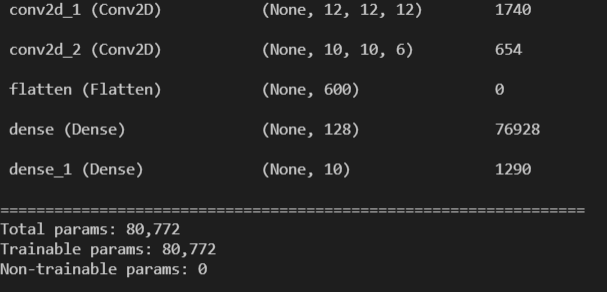 conv2d_1 (Conv2D) (None, 12, 12, 12) 1740
conv2d_2 (Conv2D) (None, 10, 10, 6) 654
flatten (Flatten) (None, 600) 0
dense (Dense) (None, 128) 76928
dense_1 (Dense) (None, 10) 1290
=================================================================
Total params: 80,772
Trainable params: 80,772
Non-trainable params: 0